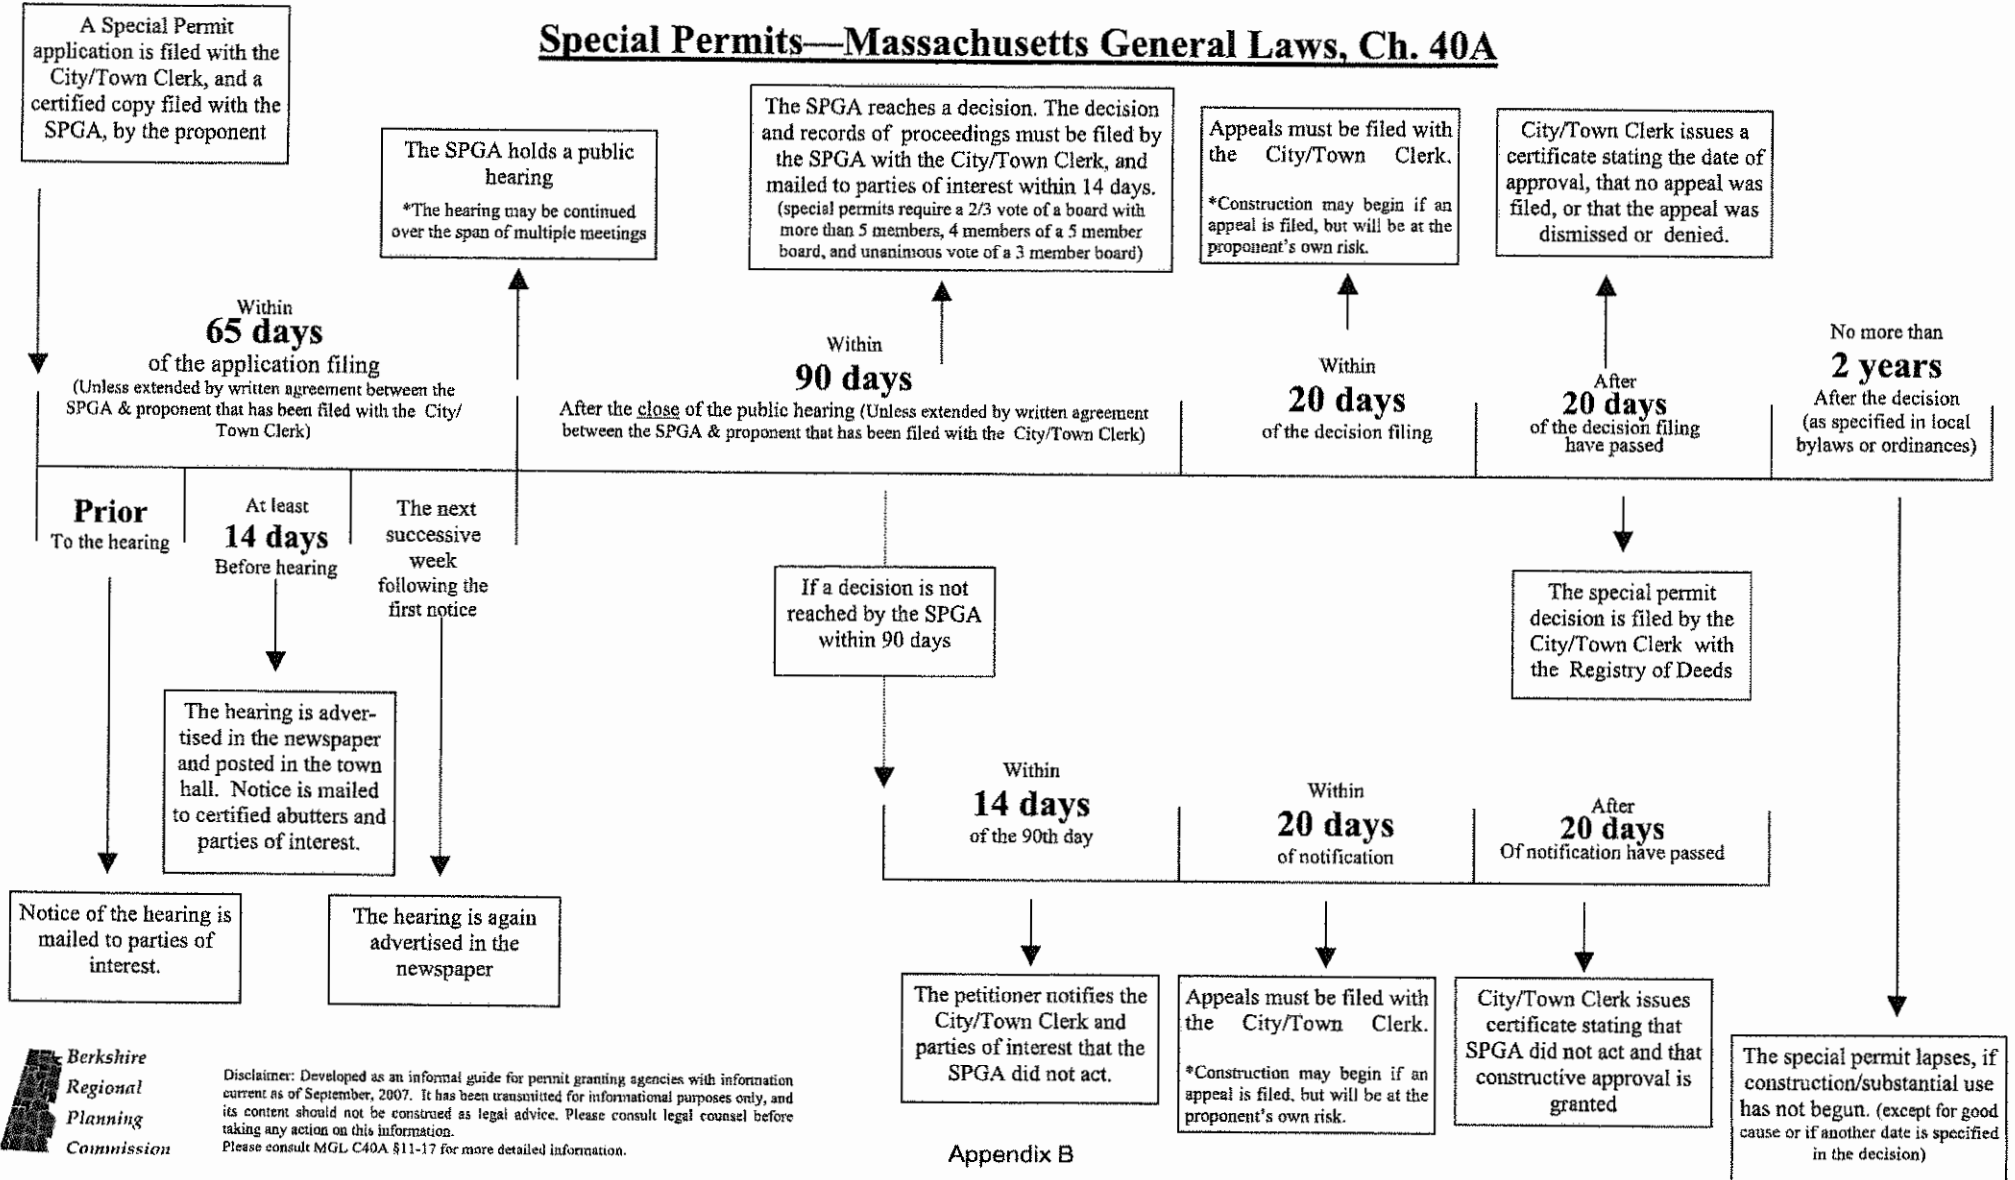 Special Permits—Massachusetts General Laws, Ch. 40A
A Special Permit
application is filed with the
City/Town Clerk, and a
certified copy filed with the
SPGA, by the proponent
The SPGA holds a public
hearing
*The hearing may be continued
over the span of multiple meetings
The SPGA reaches a decision. The decision
and records of proceedings must be filed by
the SPGA with the City/Town Clerk, and
mailed to parties of interest within 14 days.
(special permits require a 2/3 vote of a board with
more than 5 members, 4 members of a 5 member
board, and unanimous vote of a 3 member board)
Appeals must be filed with
the City/Town Clerk.
*Construction may begin if an
appeal is filed, but will be at the
proponent's own risk.
City/Town Clerk issues a
certificate stating the date of
approval, that no appeal was
filed, or that the appeal was
dismissed or denied.
Within
65 days
of the application filing
(Unless extended by written agreement between the
SPGA & proponent that has been filed with the City/
Town Clerk)
Within
90 days
After the close of the public hearing (Unless extended by written agreement
between the SPGA & proponent that has been filed with the City/Town Clerk)
Within
20 days
of the decision filing
After
20 days
of the decision filing
have passed
No more than
2 years
After the decision
(as specified in local
bylaws or ordinances)
Prior
To the hearing
At least
14 days
Before hearing
The next
successive
week
following the
first notice
If a decision is not
reached by the SPGA
within 90 days
The special permit
decision is filed by the
City/Town Clerk with
the Registry of Deeds
The hearing is adver-
tised in the newspaper
and posted in the town
hall. Notice is mailed
to certified abutters and
parties of interest.
Notice of the hearing is
mailed to parties of
interest.
The hearing is again
advertised in the
newspaper
Within
14 days
of the 90th day
Within
20 days
of notification
After
20 days
Of notification have passed
The petitioner notifies the
City/Town Clerk and
parties of interest that the
SPGA did not act.
Appeals must be filed with
the City/Town Clerk.
*Construction may begin if an
appeal is filed, but will be at the
proponent's own risk.
City/Town Clerk issues
certificate stating that
SPGA did not act and that
constructive approval is
granted
The special permit lapses, if
construction/substantial use
has not begun. (except for good
cause or if another date is specified
in the decision)
Berkshire
Regional
Planning
Commission
Disclaimer: Developed as an informal guide for permit granting agencies with information
current as of September, 2007. It has been transmitted for informational purposes only, and
its content should not be construed as legal advice. Please consult legal counsel before
taking any action on this information.
Please consult MGL C40A §11-17 for more detailed information.
Appendix B